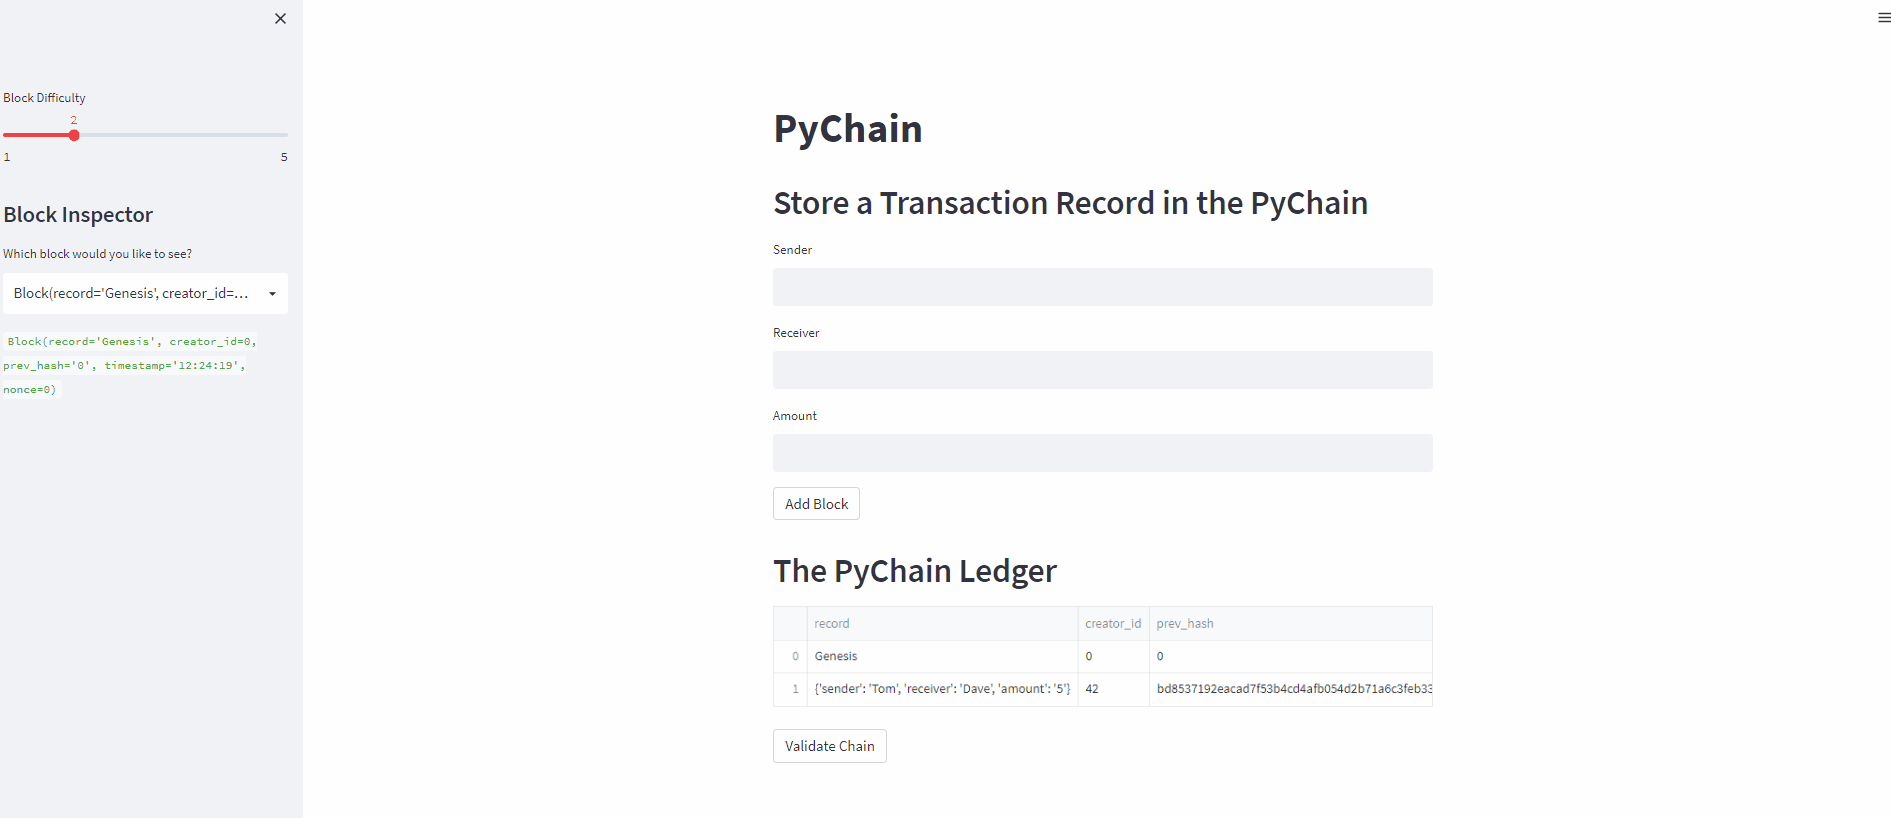 Block Difficulty
2
1 5
Block Inspector
Which block would you like to see?
Block(record='Genesis', creator_id=...
Block(record='Genesis', creator_id=0,
prev_hash='0', timestamp='12:24:19',
nonce=0)
PyChain
Store a Transaction Record in the PyChain
Sender
Receiver
Amount
Add Block
The PyChain Ledger
record creator_id prev_hash
0 Genesis 0 0
1 {'sender': 'Tom', 'receiver': 'Dave', 'amount': '5'} 42 bd8537192eacad7f53b4cd4afb054d2b71a6c3feb33
Validate Chain